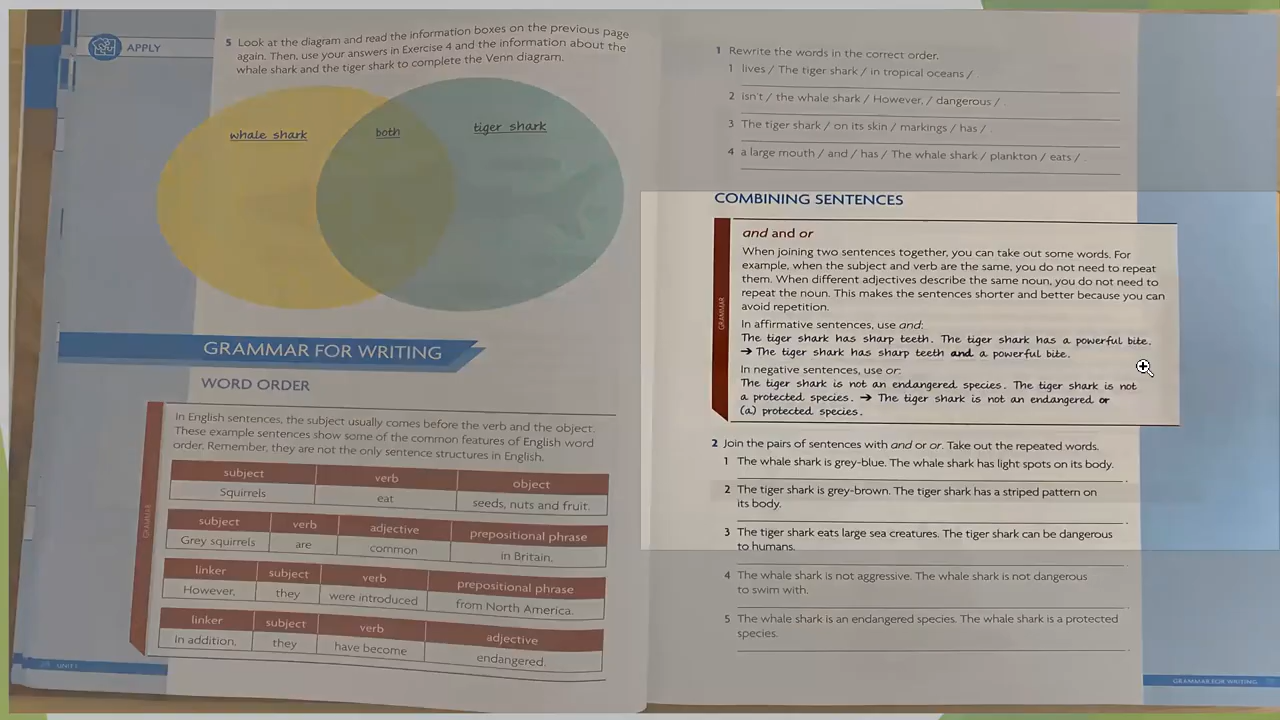 APPLY
5 Look at the diagram and read the information boxes on the previous page
again. Then, use your answers in Exercise 4 and the information about the
whale shark and the tiger shark to complete the Venn diagram.
whale shark
both
tiger shark
GRAMMAR FOR WRITING
WORD ORDER
GRAMMAR
In English sentences, the subject usually comes before the verb and the object.
These example sentences show some of the common features of English word
order. Remember, they are not the only sentence structures in English.
subject verb object
Squirrels eat seeds, nuts and fruit.
subject verb adjective prepositional phrase
Grey squirrels are common in Britain.
linker subject verb prepositional phrase
However, they were introduced from North America.
linker subject verb adjective
In addition, they have become endangered.
UNIT 1
1 Rewrite the words in the correct order.
1 lives / The tiger shark / in tropical oceans /
2 isn't / the whale shark / However, / dangerous / .
3 The tiger shark / on its skin / markings / has / .
4 a large mouth / and / has / The whale shark / plankton / eats / .
COMBINING SENTENCES
GRAMMAR
and and or
When joining two sentences together, you can take out some words. For
example, when the subject and verb are the same, you do not need to repeat
them. When different adjectives describe the same noun, you do not need to
repeat the noun. This makes the sentences shorter and better because you can
avoid repetition.
In affirmative sentences, use and:
The tiger shark has sharp teeth. The tiger shark has a powerful bite.
→ The tiger shark has sharp teeth and a powerful bite.
In negative sentences, use or:
The tiger shark is not an endangered species. The tiger shark is not
a protected species. → The tiger shark is not an endangered or
(a) protected species.
2 Join the pairs of sentences with and or or. Take out the repeated words.
1 The whale shark is grey-blue. The whale shark has light spots on its body.
2 The tiger shark is grey-brown. The tiger shark has a striped pattern on
its body.
3 The tiger shark eats large sea creatures. The tiger shark can be dangerous
to humans.
4 The whale shark is not aggressive. The whale shark is not dangerous
to swim with.
5 The whale shark is an endangered species. The whale shark is a protected
species.
GRAMMAR FOR WRITING